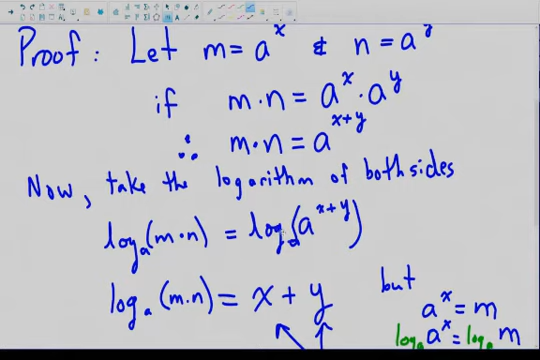 Proof: Let m = a^x & n = a^y
if m·n = a^x · a^y
∴ m·n = a^(x+y)
Now, take the logarithm of both sides
log_a(m·n) = log_a(a^(x+y))
log_a(m·n) = x + y
but
a^x = m
log_a a^x = log_a m